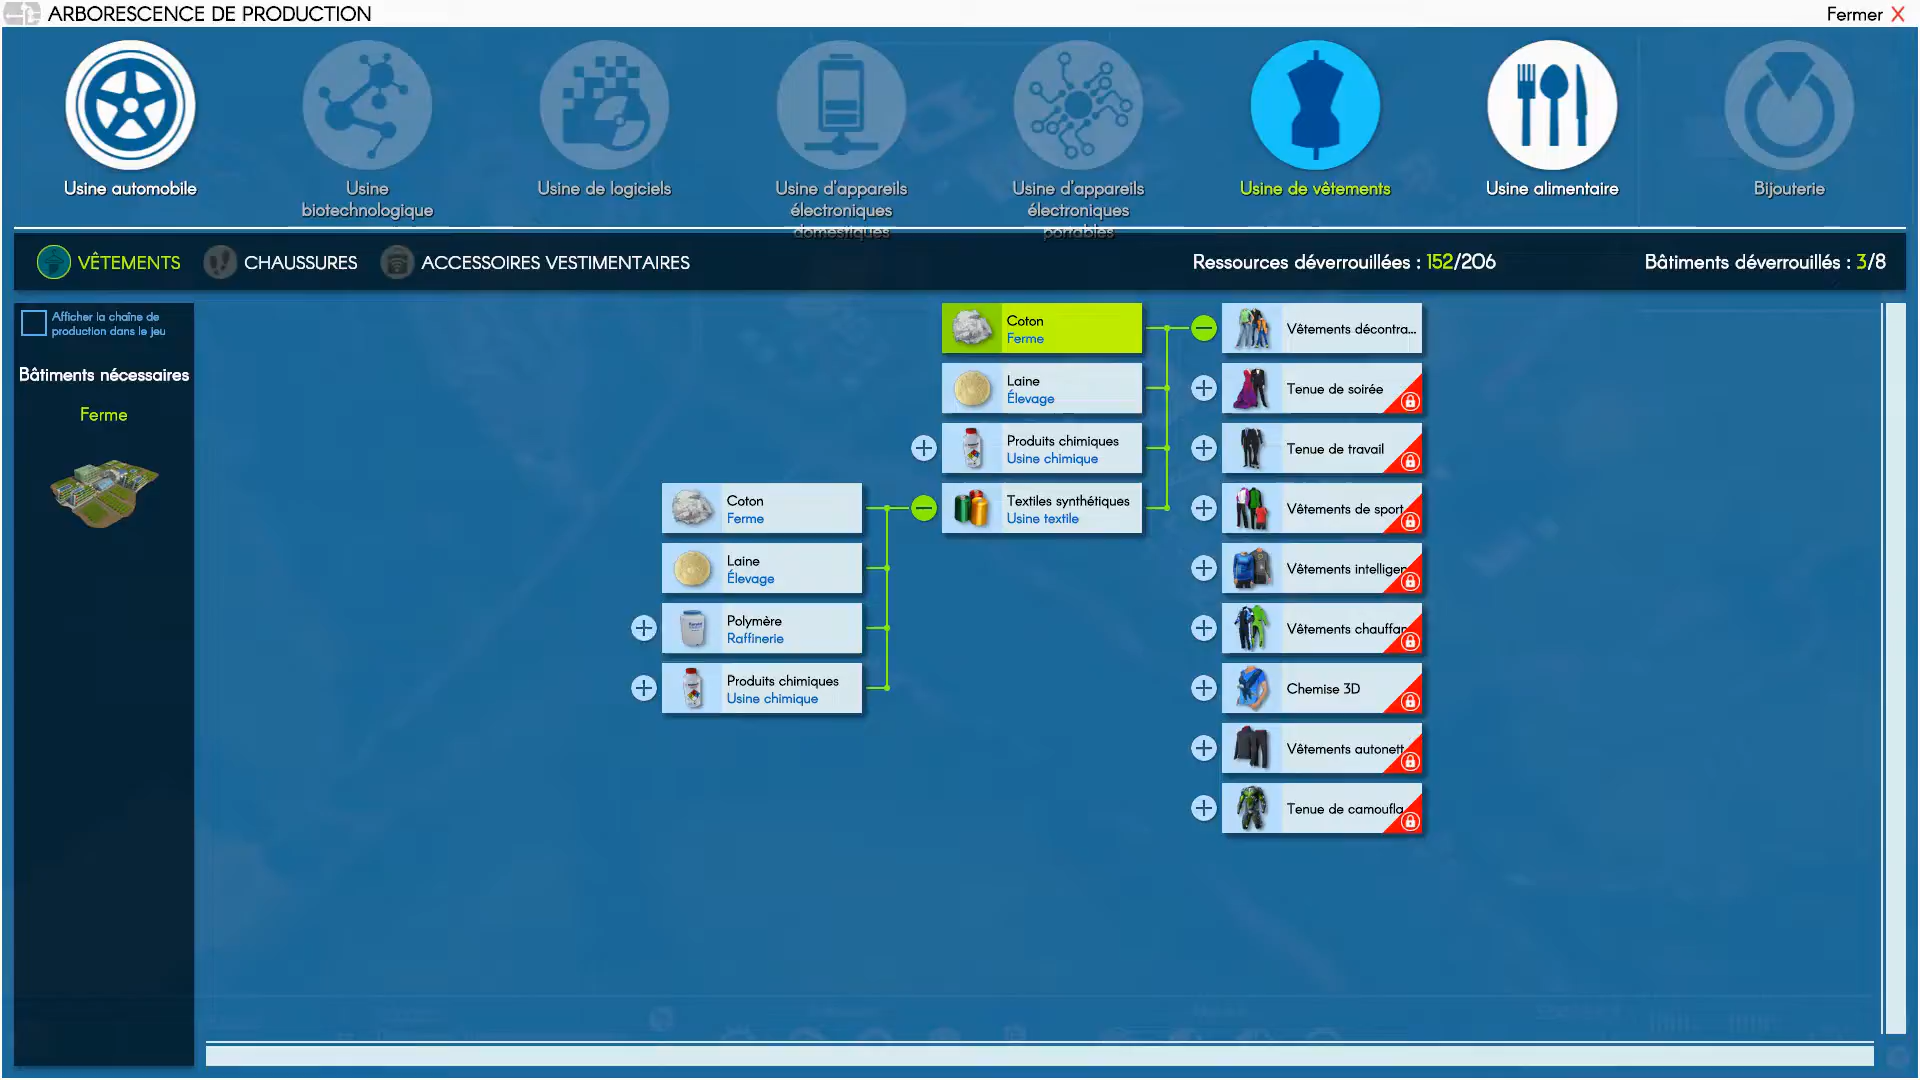 ARBORESCENCE DE PRODUCTION
Fermer X
Usine automobile
Usine
biotechnologique
Usine de logiciels
Usine d'appareils
électroniques
domestiques
Usine d'appareils
électroniques
portables
Usine de vêtements
Usine alimentaire
Bijouterie
VÊTEMENTS
CHAUSSURES
ACCESSOIRES VESTIMENTAIRES
Ressources déverrouillées : 152/206
Bâtiments déverrouillés : 3/8
Afficher la chaîne de
production dans le jeu
Bâtiments nécessaires
Ferme
Coton
Ferme
Laine
Élevage
Polymère
Raffinerie
Produits chimiques
Usine chimique
Coton
Ferme
Laine
Élevage
Produits chimiques
Usine chimique
Textiles synthétiques
Usine textile
Vêtements décontra...
Tenue de soirée
Tenue de travail
Vêtements de sport
Vêtements intelligen
Vêtements chauffan
Chemise 3D
Vêtements autonett
Tenue de camoufla